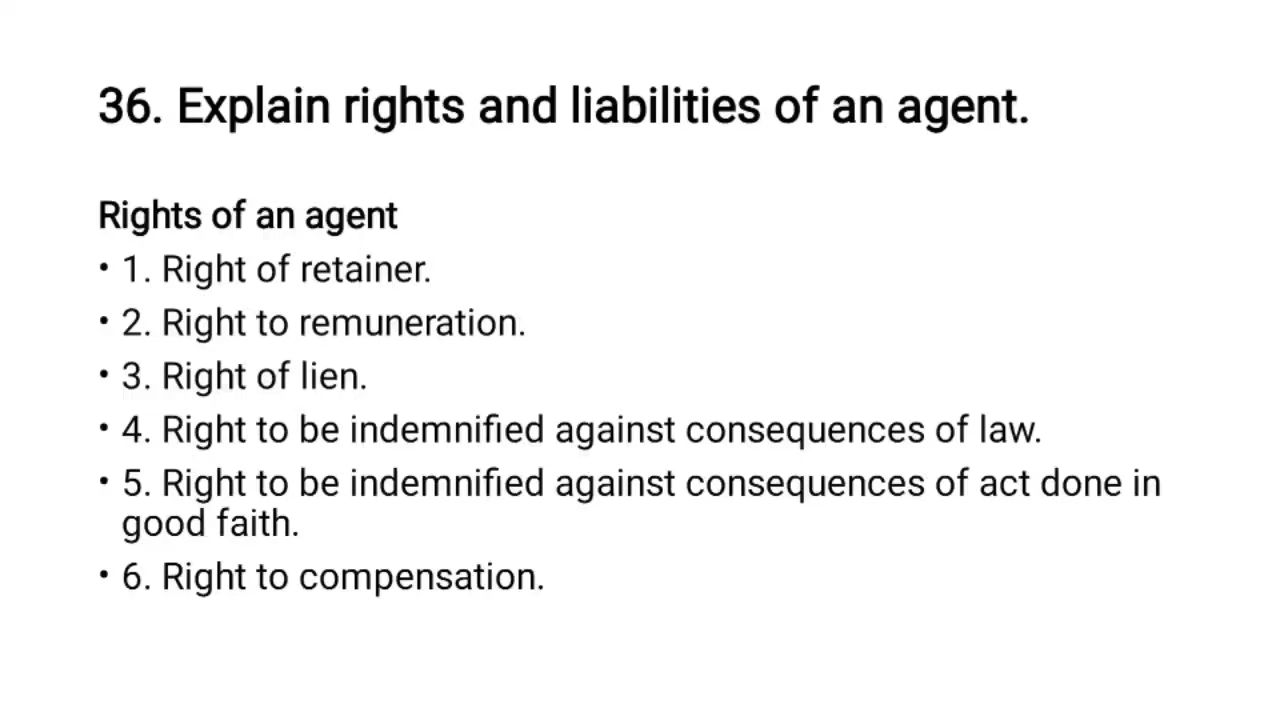 36. Explain rights and liabilities of an agent.
Rights of an agent
• 1. Right of retainer.
• 2. Right to remuneration.
• 3. Right of lien.
• 4. Right to be indemnified against consequences of law.
• 5. Right to be indemnified against consequences of act done in
good faith.
• 6. Right to compensation.